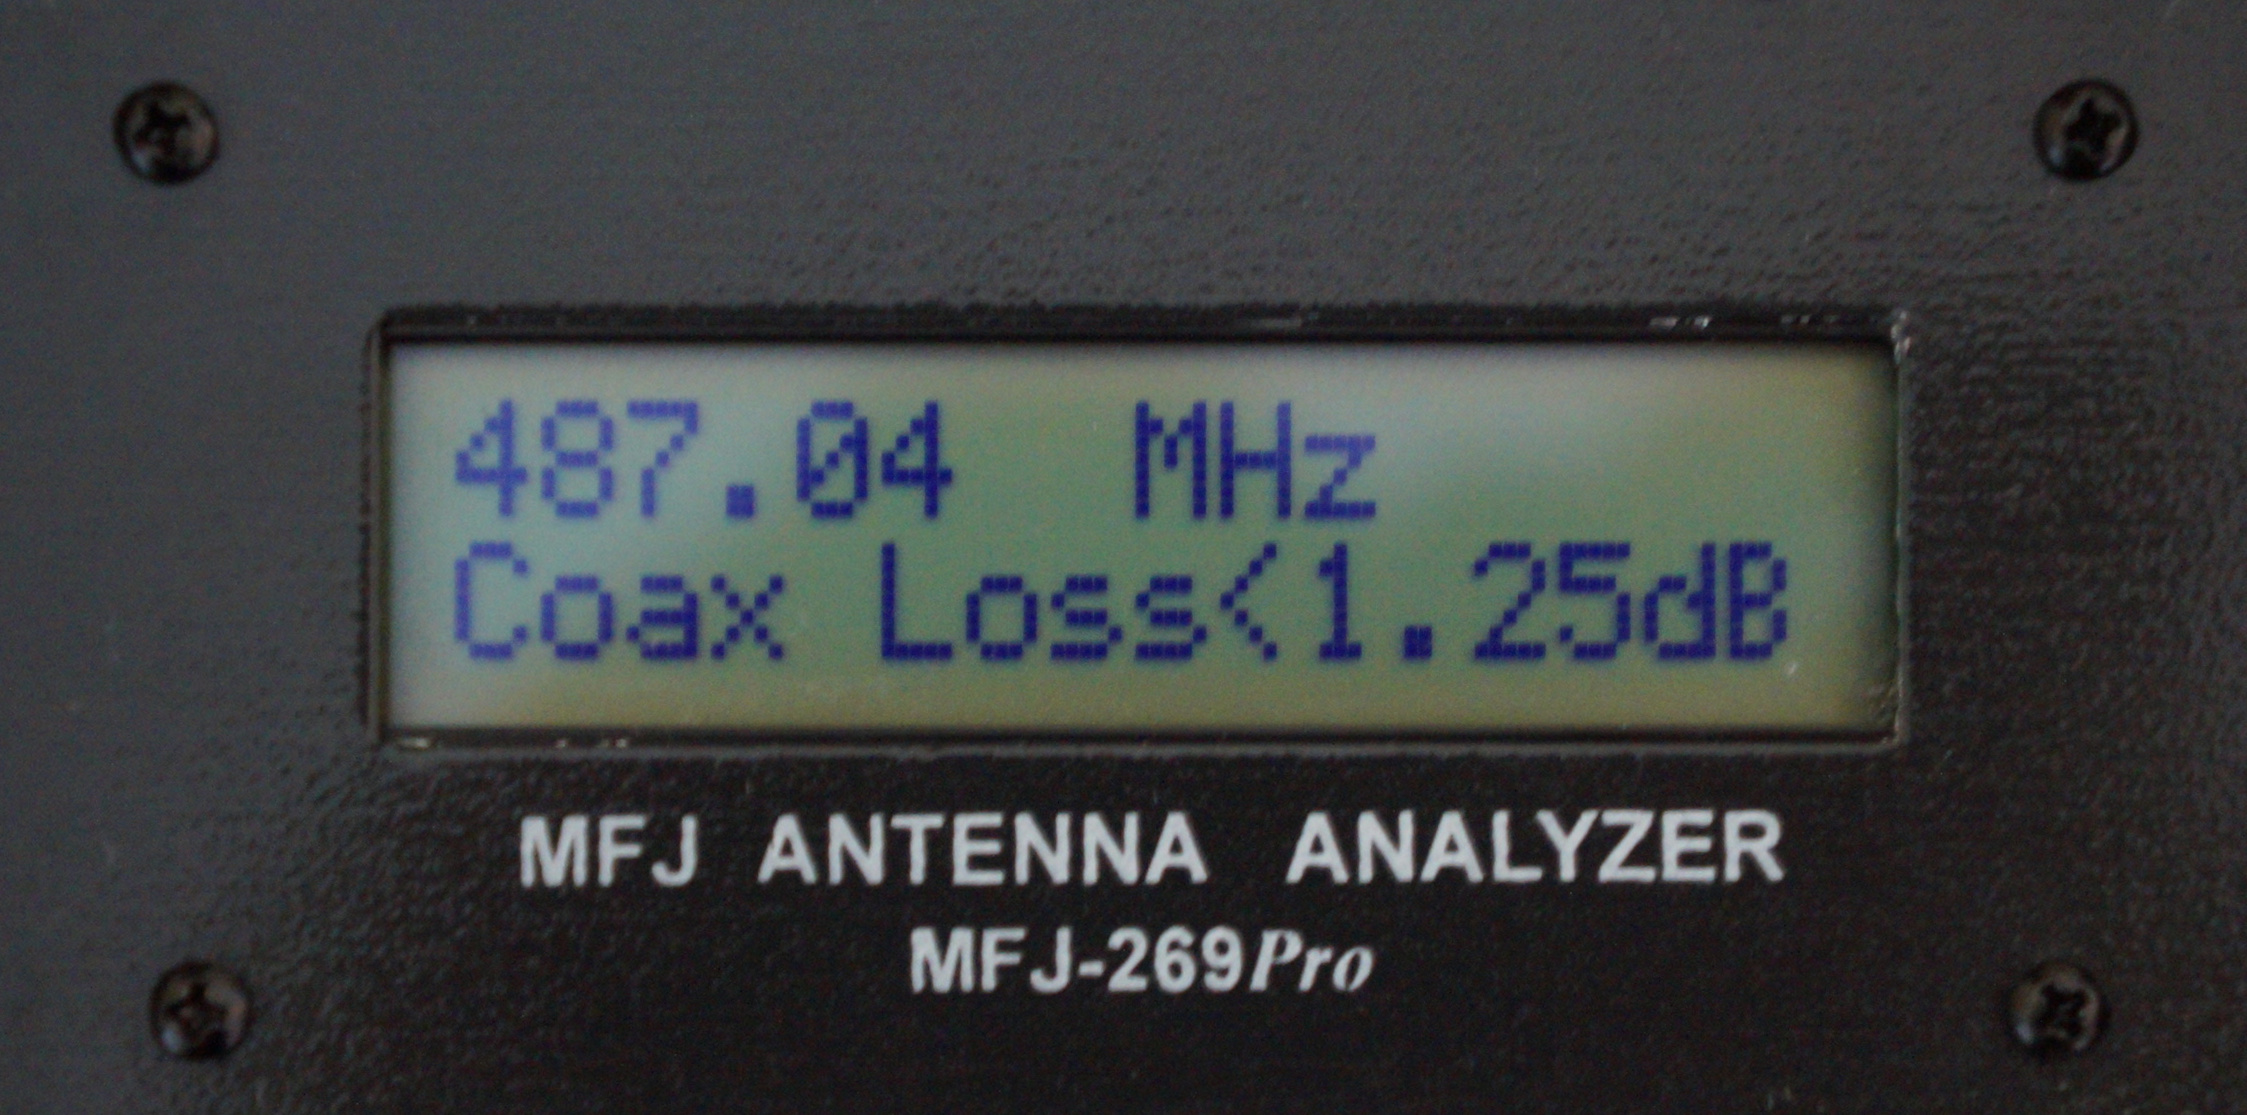 487.04 MHz
Coax Loss<1.25dB
MFJ ANTENNA ANALYZER
MFJ-269Pro